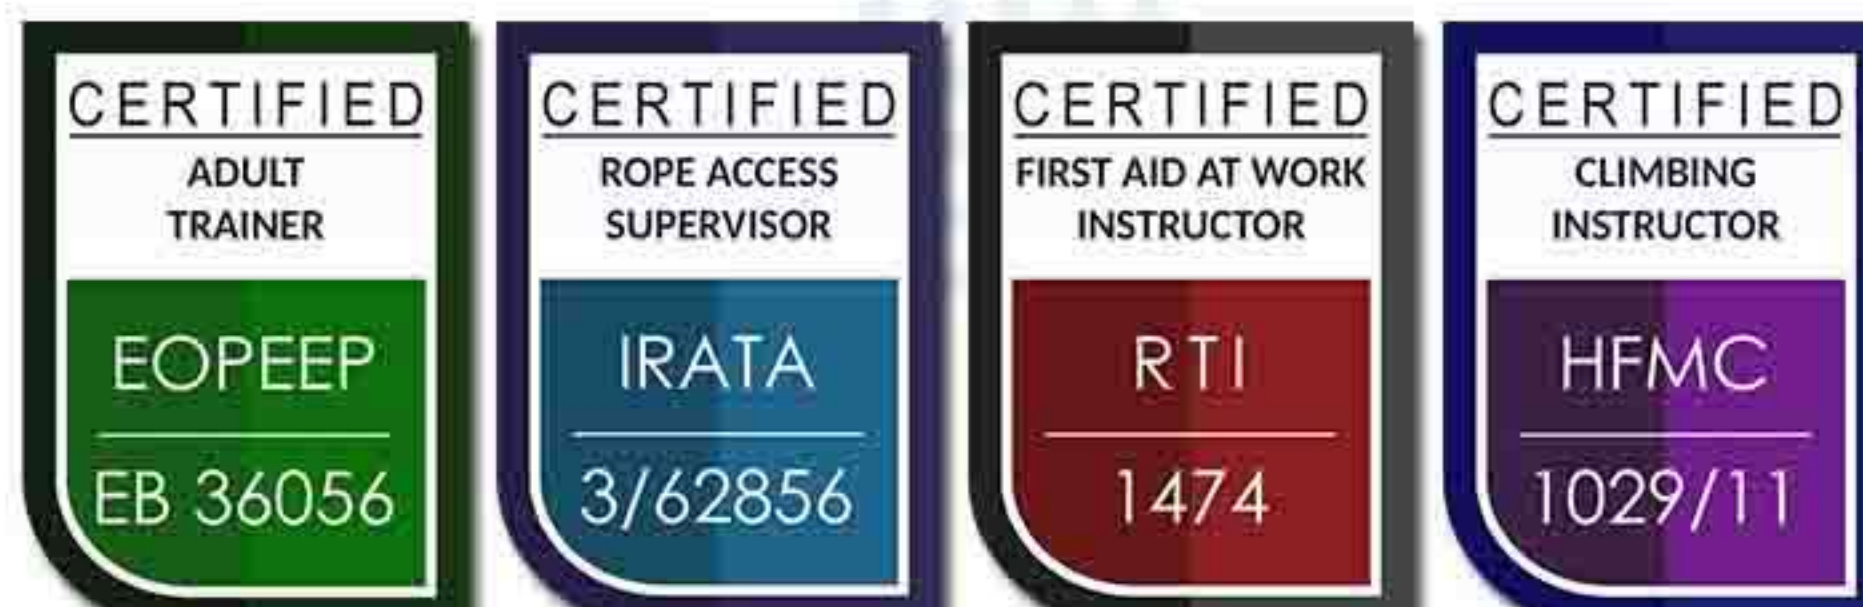 CERTIFIED
ADULT
TRAINER
EOPEEP
EB 36056
CERTIFIED
ROPE ACCESS
SUPERVISOR
IRATA
3/62856
CERTIFIED
FIRST AID AT WORK
INSTRUCTOR
RTI
1474
CERTIFIED
CLIMBING
INSTRUCTOR
HFMC
1029/11